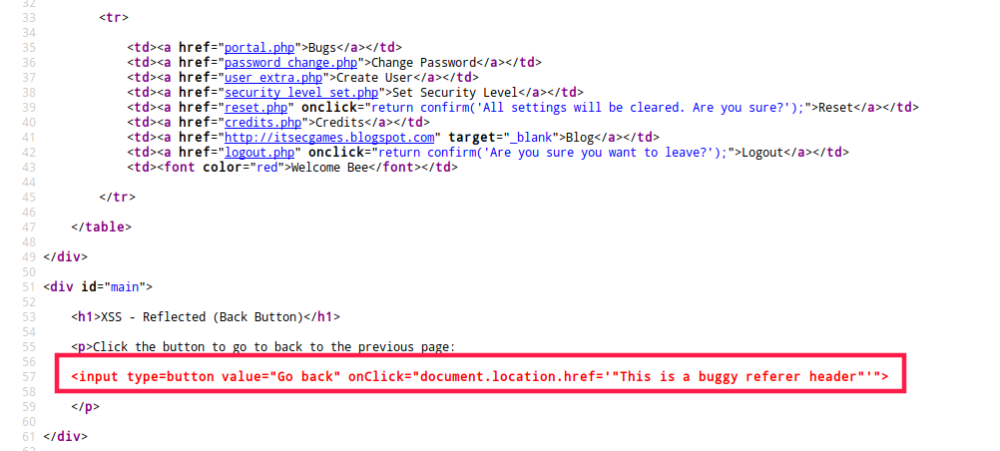 32
33 <tr>
34
35 <td><a href="portal.php">Bugs</a></td>
36 <td><a href="password_change.php">Change Password</a></td>
37 <td><a href="user_extra.php">Create User</a></td>
38 <td><a href="security_level_set.php">Set Security Level</a></td>
39 <td><a href="reset.php" onclick="return confirm('All settings will be cleared. Are you sure?');">Reset</a></td>
40 <td><a href="credits.php">Credits</a></td>
41 <td><a href="http://itsecgames.blogspot.com" target="_blank">Blog</a></td>
42 <td><a href="logout.php" onclick="return confirm('Are you sure you want to leave?');">Logout</a></td>
43 <td><font color="red">Welcome Bee</font></td>
44
45 </tr>
46
47 </table>
48
49 </div>
50
51 <div id="main">
52
53 <h1>XSS - Reflected (Back Button)</h1>
54
55 <p>Click the button to go to back to the previous page:
56
57 <input type=button value="Go back" onClick="document.location.href='"This is a buggy referer header"'">
58
59 </p>
60
61 </div>
62